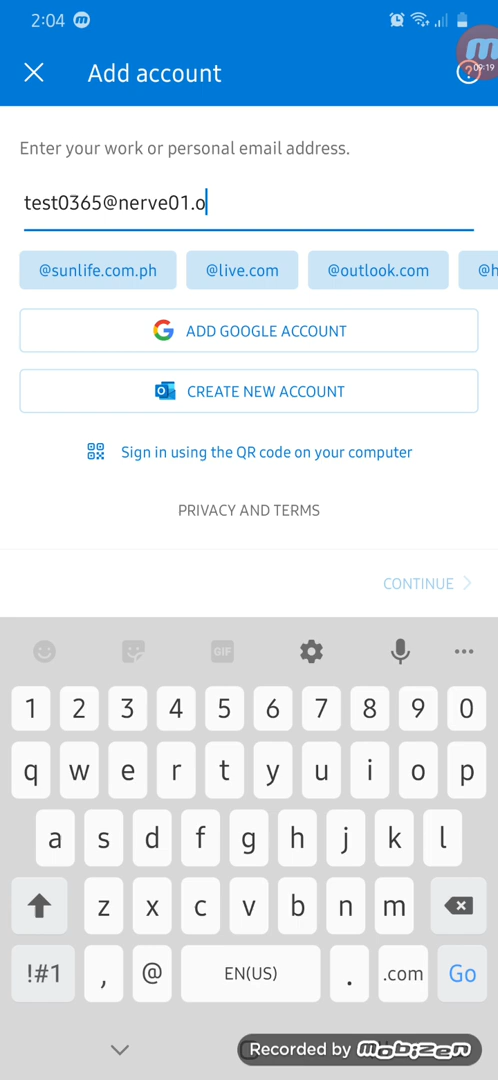 2:04
09:19
Add account
Enter your work or personal email address.
test0365@nerve01.o
@sunlife.com.ph @live.com @outlook.com @h
G ADD GOOGLE ACCOUNT
CREATE NEW ACCOUNT
Sign in using the QR code on your computer
PRIVACY AND TERMS
CONTINUE
GIF
1 2 3 4 5 6 7 8 9 0
q w e r t y u i o p
a s d f g h j k l
z x c v b n m
!#1 , @ EN(US) . .com Go
Recorded by mobizen